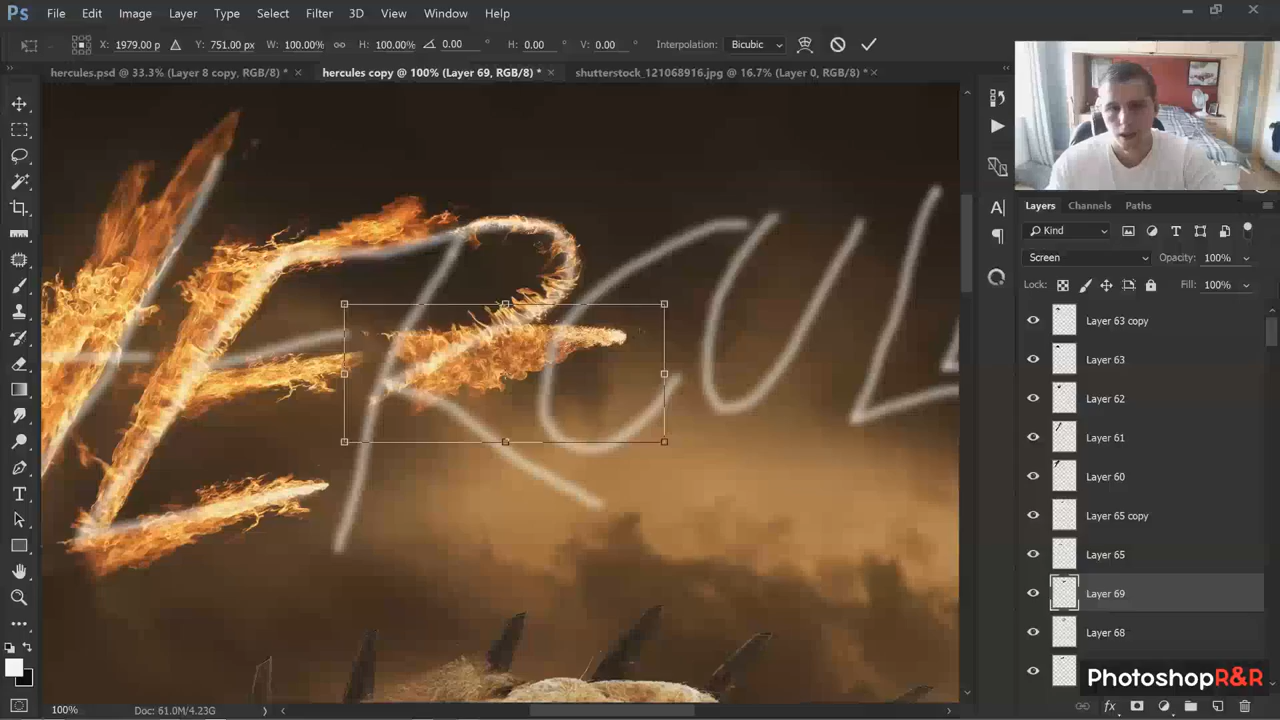 Ps File Edit Image Layer Type Select Filter 3D View Window Help
X: 1979.00 p Y: 751.00 px W: 100.00% H: 100.00% 0.00 ° H: 0.00 ° V: 0.00 ° Interpolation: Bicubic
hercules.psd @ 33.3% (Layer 8 copy, RGB/8) * × hercules copy @ 100% (Layer 69, RGB/8) * × shutterstock_121068916.jpg @ 16.7% (Layer 0, RGB/8) * ×
HERCUL
Layers Channels Paths
Kind
Screen Opacity: 100%
Lock: Fill: 100%
Layer 63 copy
Layer 63
Layer 62
Layer 61
Layer 60
Layer 65 copy
Layer 65
Layer 69
Layer 68
PhotoshopR&R
100% Doc: 61.0M/4.23G